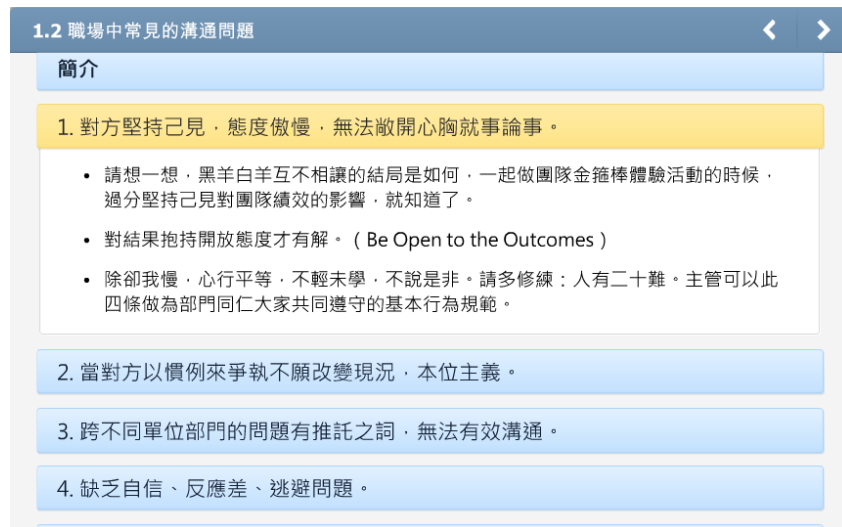 1.2 職場中常見的溝通問題
簡介
1. 對方堅持己見，態度傲慢，無法敞開心胸就事論事。
• 請想一想，黑羊白羊互不相讓的結局是如何，一起做團隊金箍棒體驗活動的時候，
過分堅持己見對團隊績效的影響，就知道了。
• 對結果抱持開放態度才有解。（Be Open to the Outcomes）
• 除卻我慢，心行平等，不輕未學，不說是非。請多修練：人有二十難。主管可以此
四條做為部門同仁大家共同遵守的基本行為規範。
2. 當對方以慣例來爭執不願改變現況，本位主義。
3. 跨不同單位部門的問題有推託之詞，無法有效溝通。
4. 缺乏自信、反應差、逃避問題。